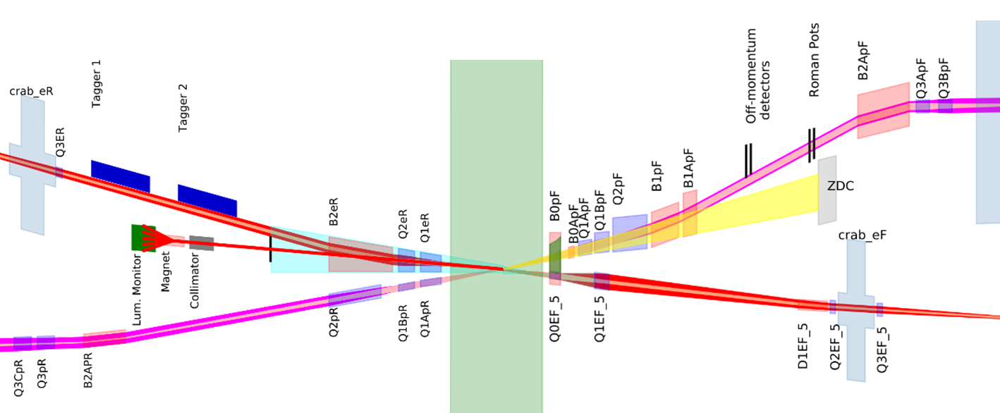 crab_eR
Q3ER
Tagger 1
Tagger 2
Lum. Monitor
Magnet
Collimator
B2eR
Q2eR
Q1eR
Q2pR
Q1BpR
Q1ApR
Q3CpR
Q3pR
B2APR
B0pF
B0ApF
Q1ApF
Q1BpF
Q2pF
B1pF
B1ApF
Off-momentum
detectors
Roman Pots
B2ApF
Q3ApF
Q3BpF
ZDC
crab_eF
Q0EF_5
Q1EF_5
D1EF_5
Q2EF_5
Q3EF_5